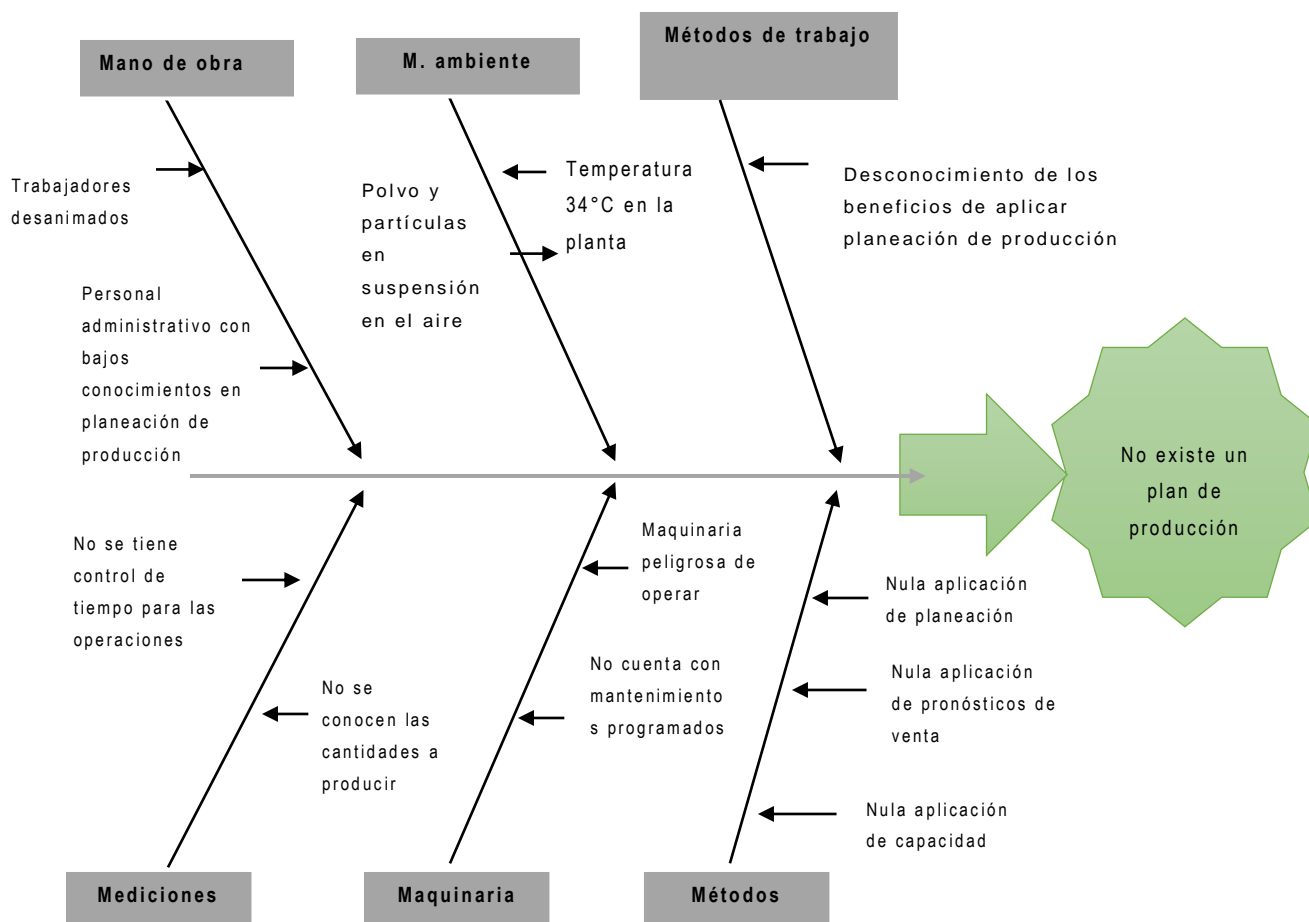 Mano de obra
M. ambiente
Métodos de trabajo
Trabajadores
desanimados
Personal
administrativo con
bajos
conocimientos en
planeación de
producción
Polvo y
partículas
en
suspensión
en el aire
Temperatura
34°C en la
planta
Desconocimiento de los
beneficios de aplicar
planeación de producción
No existe un
plan de
producción
No se tiene
control de
tiempo para las
operaciones
No se
conocen las
cantidades a
producir
Maquinaria
peligrosa de
operar
No cuenta con
mantenimiento
s programados
Nula aplicación
de planeación
Nula aplicación
de pronósticos de
venta
Nula aplicación
de capacidad
Mediciones
Maquinaria
Métodos